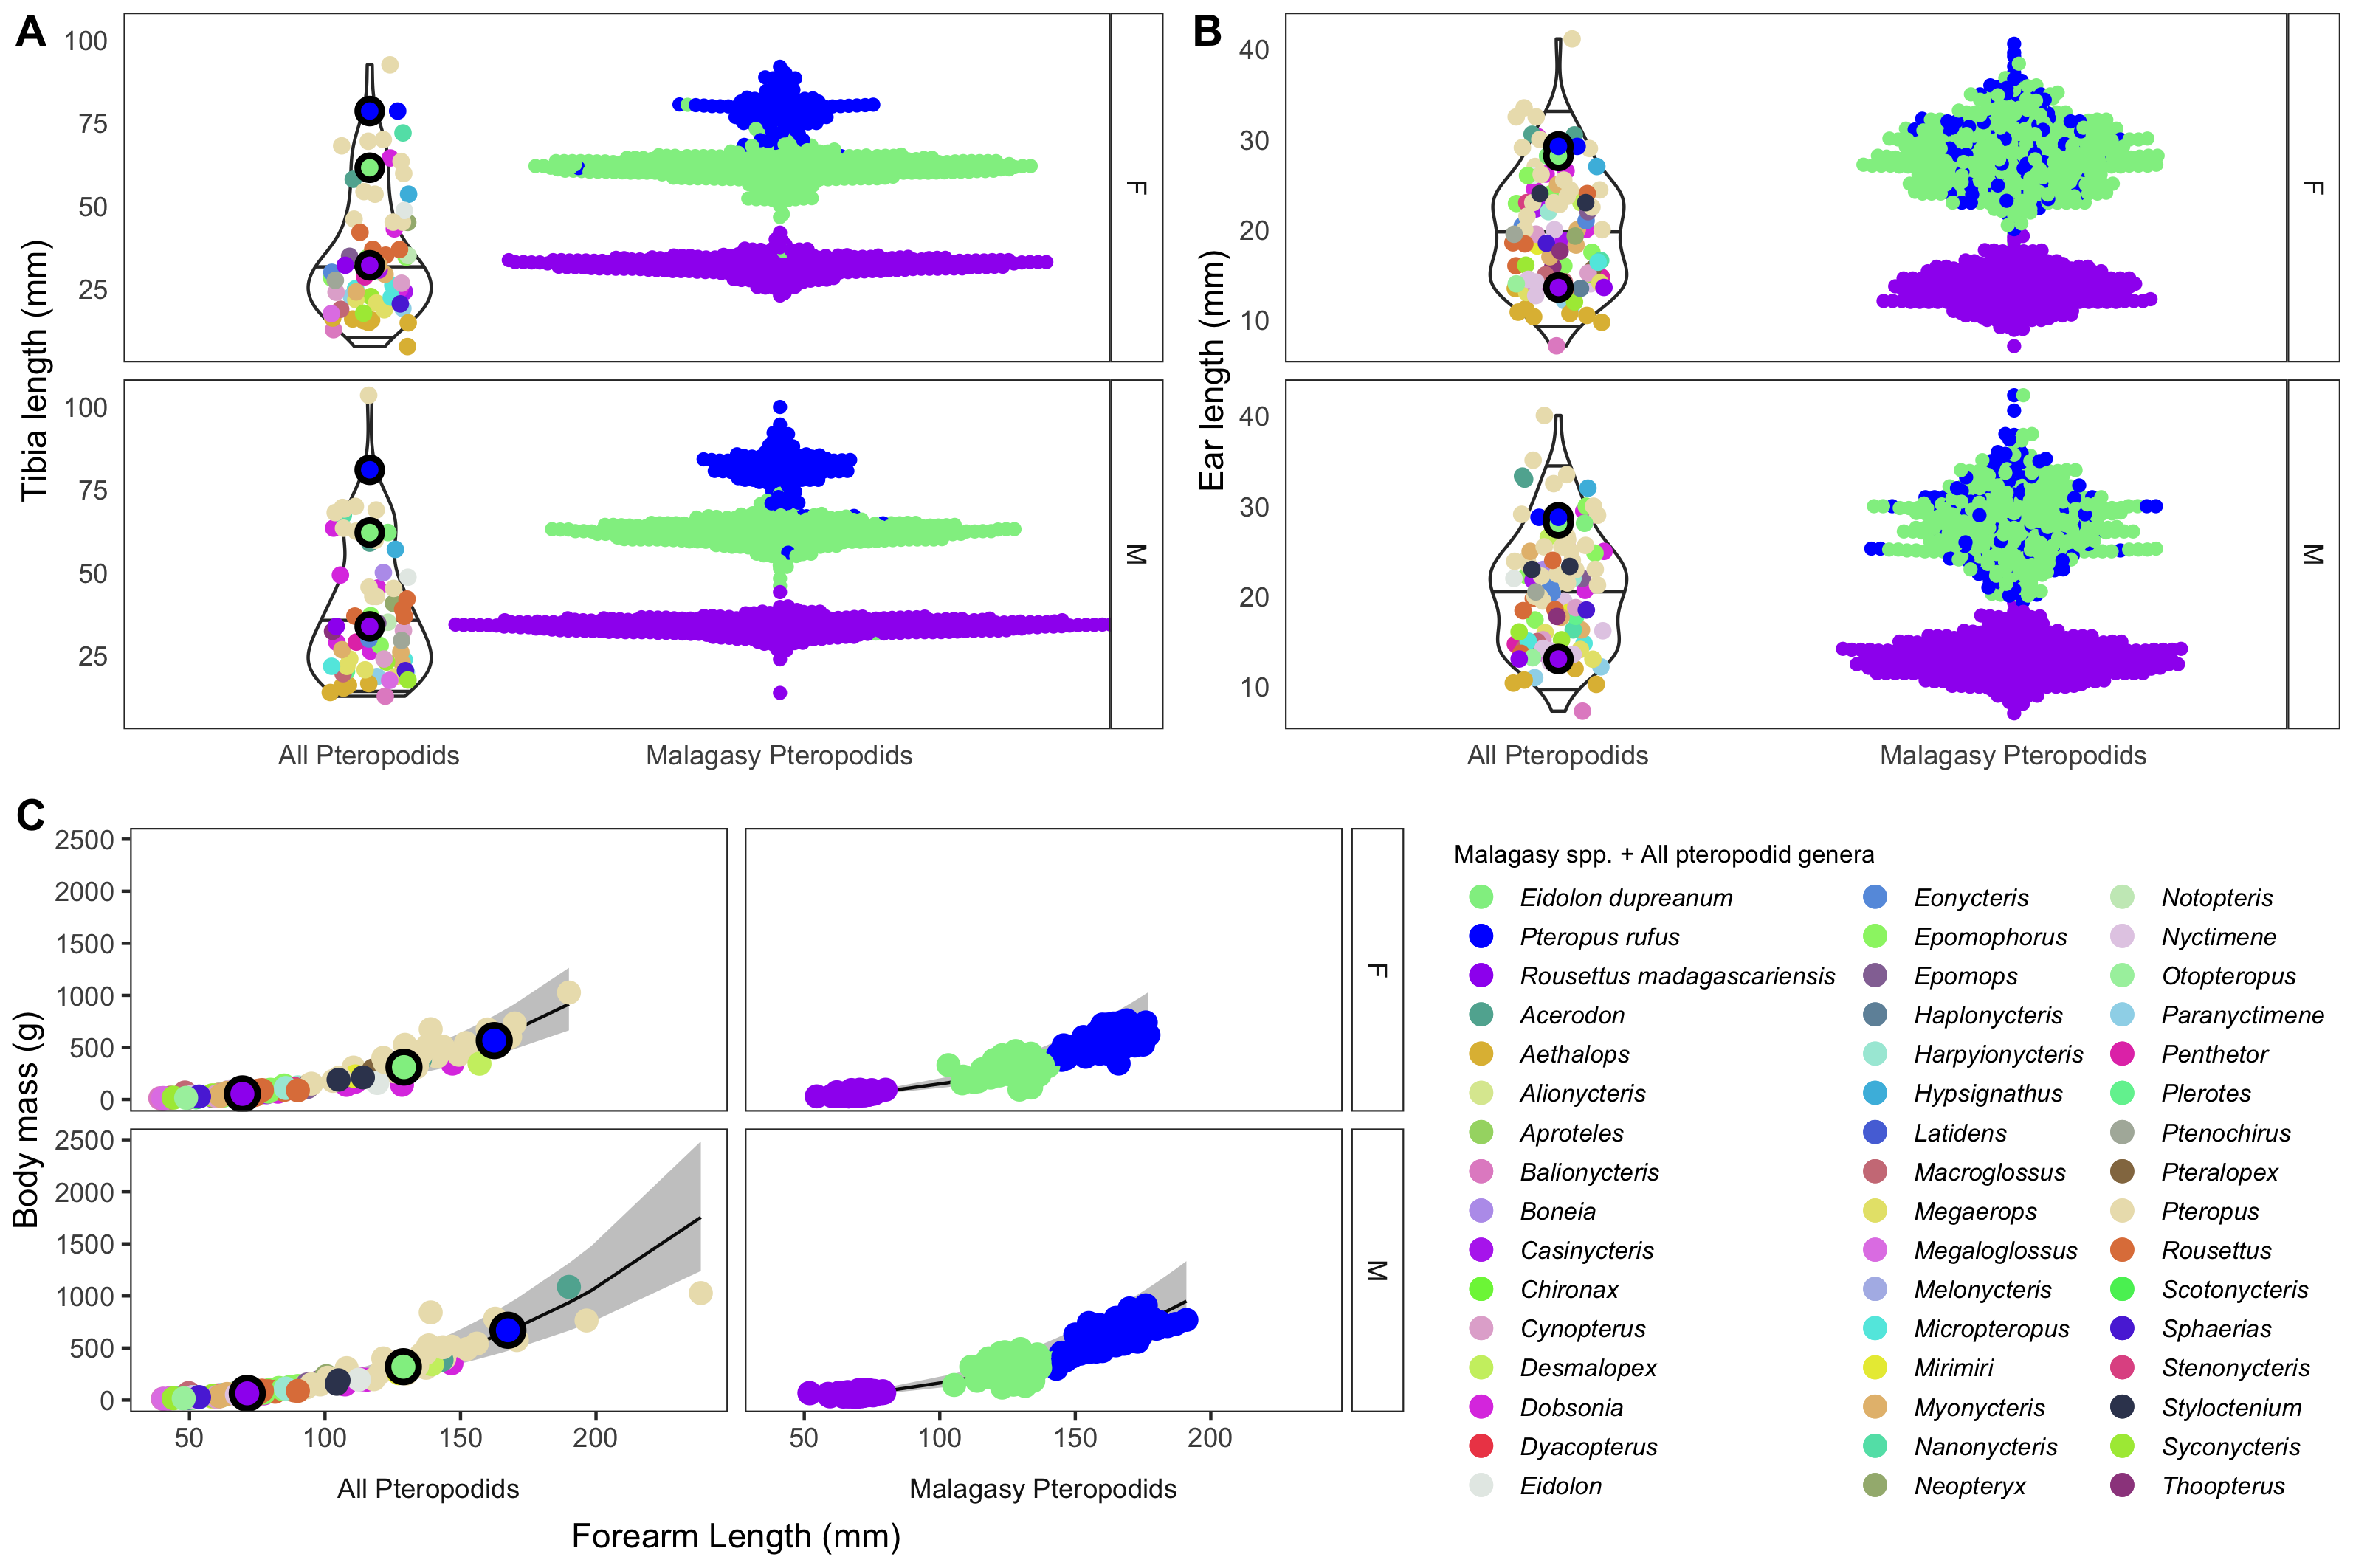 A
B
Tibia length (mm)
100
75
50
25
F
100
75
50
25
M
All Pteropodids
Malagasy Pteropodids
Ear length (mm)
40
30
20
10
F
40
30
20
10
M
All Pteropodids
Malagasy Pteropodids
C
Body mass (g)
2500
2000
1500
1000
500
0
F
2500
2000
1500
1000
500
0
M
50
100
150
200
50
100
150
200
All Pteropodids
Malagasy Pteropodids
Forearm Length (mm)
Malagasy spp. + All pteropodid genera
Eidolon dupreanum
Pteropus rufus
Rousettus madagascariensis
Acerodon
Aethalops
Alionycteris
Aproteles
Balionycteris
Boneia
Casinycteris
Chironax
Cynopterus
Desmalopex
Dobsonia
Dyacopterus
Eidolon
Eonycteris
Epomophorus
Epomops
Haplonycteris
Harpyionycteris
Hypsignathus
Latidens
Macroglossus
Megaerops
Megaloglossus
Melonycteris
Micropteropus
Mirimiri
Myonycteris
Nanonycteris
Neopteryx
Notopteris
Nyctimene
Otopteropus
Paranyctimene
Penthetor
Plerotes
Ptenochirus
Pteralopex
Pteropus
Rousettus
Scotonycteris
Sphaerias
Stenonycteris
Styloctenium
Syconycteris
Thoopterus